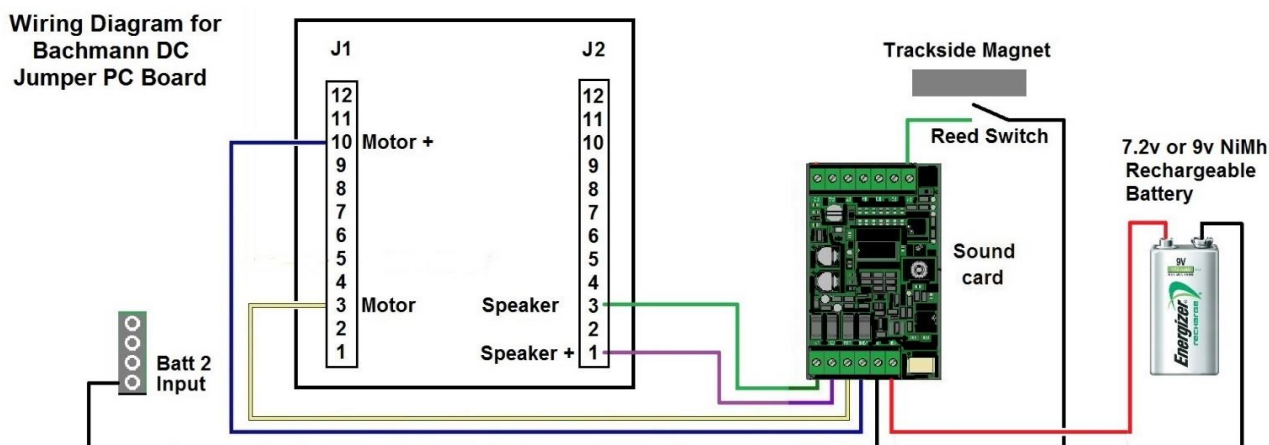 Wiring Diagram for
Bachmann DC
Jumper PC Board
J1
J2
12
11
10 Motor +
9
8
7
6
5
4
3 Motor
2
1
12
11
10
9
8
7
6
5
4
Speaker 3
2
Speaker + 1
Batt 2
Input
Trackside Magnet
Reed Switch
Sound
card
7.2v or 9v NiMh
Rechargeable
Battery
9V
Energizer
recharge